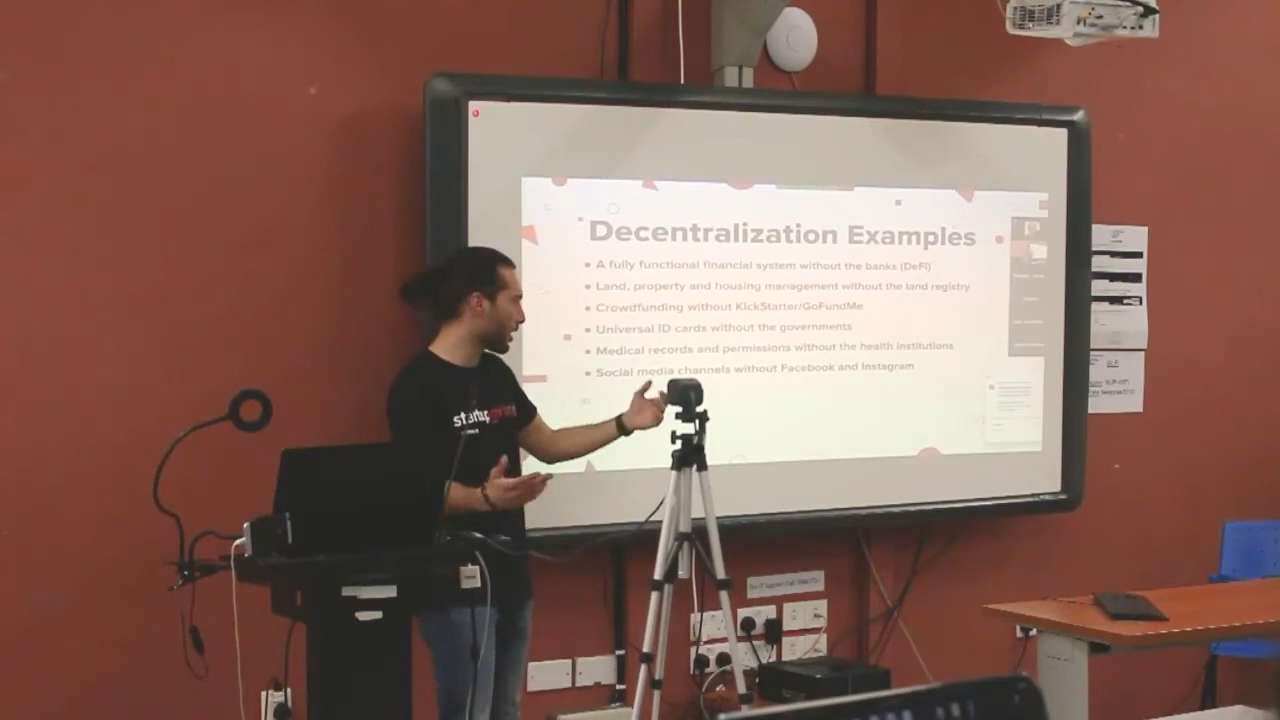 Decentralization Examples
• A fully functional financial system without the banks (DeFi)
• Land, property and housing management without the land registry
• Crowdfunding without KickStarter/GoFundMe
• Universal ID cards without the governments
• Medical records and permissions without the health institutions
• Social media channels without Facebook and Instagram
startup